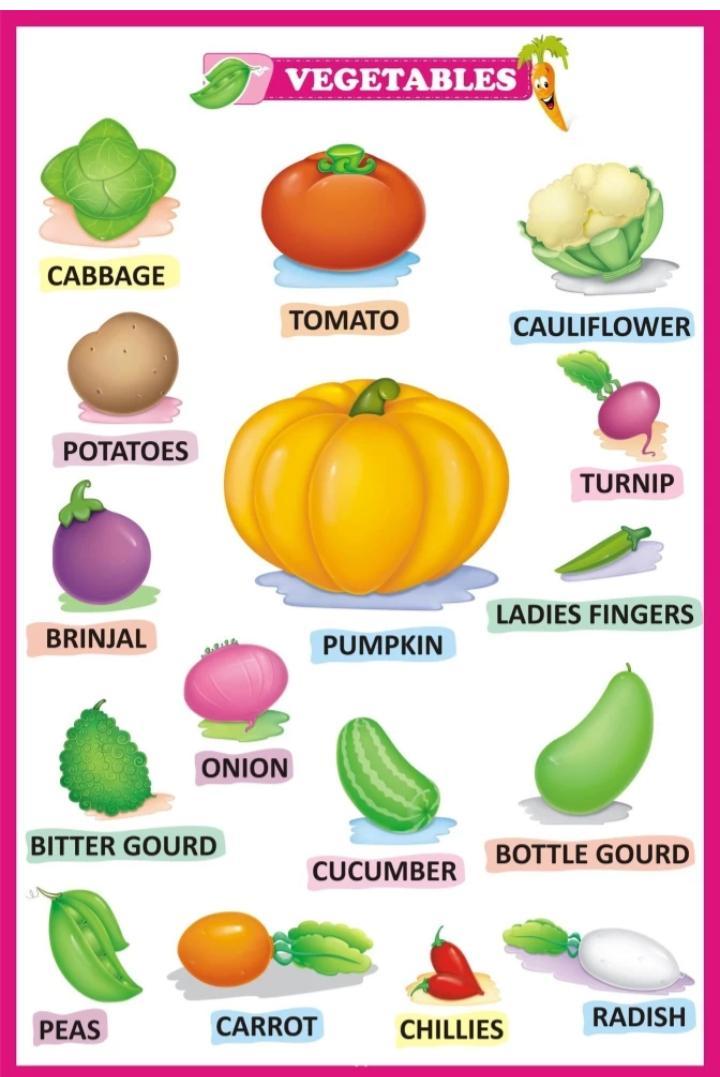 VEGETABLES
CABBAGE
TOMATO
CAULIFLOWER
POTATOES
TURNIP
BRINJAL
PUMPKIN
LADIES FINGERS
ONION
BITTER GOURD
CUCUMBER
BOTTLE GOURD
PEAS
CARROT
CHILLIES
RADISH